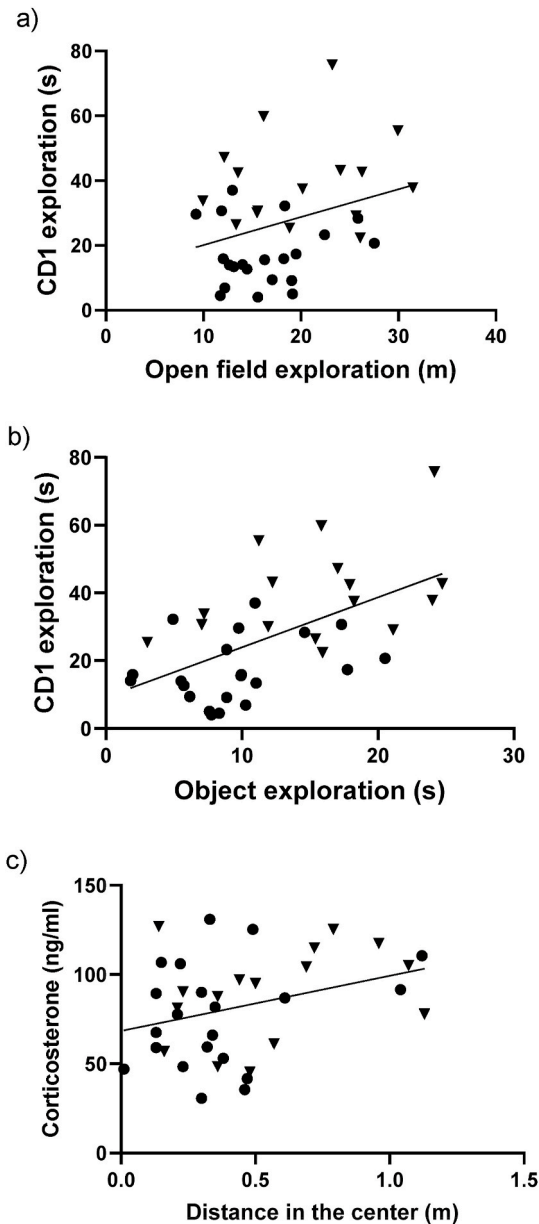 a)
80
60
40
20
0
CD1 exploration (s)
0 10 20 30 40
Open field exploration (m)
b)
80
60
40
20
0
CD1 exploration (s)
0 10 20 30
Object exploration (s)
c)
150
100
50
0
Corticosterone (ng/ml)
0.0 0.5 1.0 1.5
Distance in the center (m)